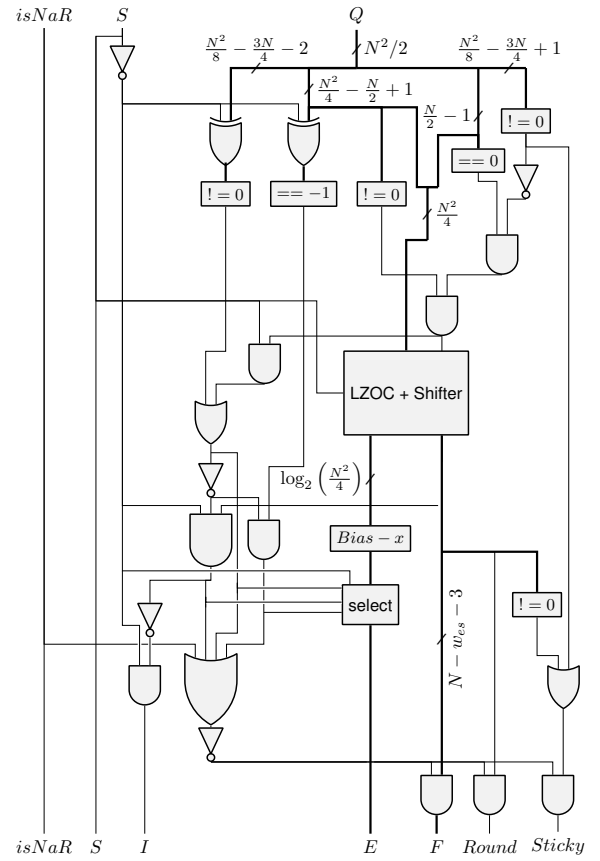 isNaR S Q
N²/8 − 3N/4 − 2 N²/2 N²/8 − 3N/4 + 1
N²/4 − N/2 + 1
N/2 − 1 ! = 0
== 0
! = 0 == −1 ! = 0
N²/4
LZOC + Shifter
log₂ (N²/4)
Bias − x
select ! = 0
N − w_es − 3
isNaR S I E F Round Sticky